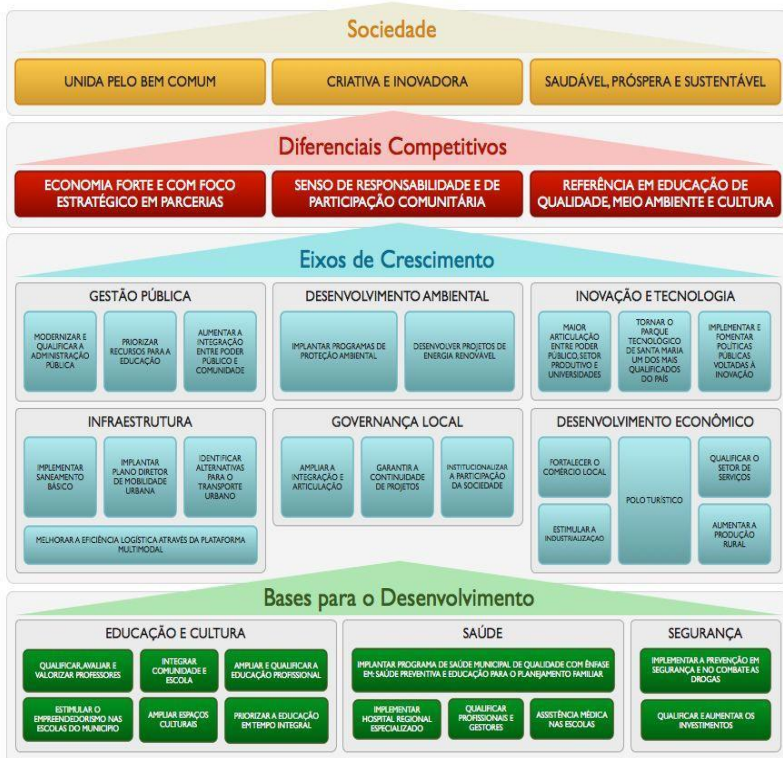 Sociedade
UNIDA PELO BEM COMUM
CRIATIVA E INOVADORA
SAUDÁVEL, PRÓSPERA E SUSTENTÁVEL
Diferenciais Competitivos
ECONOMIA FORTE E COM FOCO
ESTRATÉGICO EM PARCERIAS
SENSO DE RESPONSABILIDADE E DE
PARTICIPAÇÃO COMUNITÁRIA
REFERÊNCIA EM EDUCAÇÃO DE
QUALIDADE, MEIO AMBIENTE E CULTURA
Eixos de Crescimento
GESTÃO PÚBLICA
MODERNIZAR E
QUALIFICAR A
ADMINISTRAÇÃO
PÚBLICA
PRIORIZAR
RECURSOS PARA A
EDUCAÇÃO
AUMENTAR A
INTEGRAÇÃO
ENTRE PODER
PÚBLICO E
COMUNIDADE
DESENVOLVIMENTO AMBIENTAL
IMPLANTAR PROGRAMAS DE
PROTEÇÃO AMBIENTAL
DESENVOLVER PROJETOS DE
ENERGIA RENOVÁVEL
INOVAÇÃO E TECNOLOGIA
MAIOR
ARTICULAÇÃO
ENTRE PODER
PÚBLICO, SETOR
PRODUTIVO E
UNIVERSIDADES
TORNAR O
PARQUE
TECNOLÓGICO
DE SANTA MARIA
UM DOS MAIS
QUALIFICADOS
DO PAÍS
IMPLEMENTAR E
FOMENTAR
POLÍTICAS
PÚBLICAS
VOLTADAS À
INOVAÇÃO
INFRAESTRUTURA
IMPLEMENTAR
SANEAMENTO
BÁSICO
IMPLANTAR
PLANO DIRETOR
DE MOBILIDADE
URBANA
IDENTIFICAR
ALTERNATIVAS
PARA O
TRANSPORTE
URBANO
MELHORAR A EFICIÊNCIA LOGÍSTICA ATRAVÉS DA PLATAFORMA
MULTIMODAL
GOVERNANÇA LOCAL
AMPLIAR A
INTEGRAÇÃO E
ARTICULAÇÃO
GARANTIR A
CONTINUIDADE
DE PROJETOS
INSTITUCIONALIZAR
A PARTICIPAÇÃO
DA SOCIEDADE
DESENVOLVIMENTO ECONÔMICO
FORTALECER O
COMÉRCIO LOCAL
ESTIMULAR A
INDUSTRIALIZAÇAO
POLO TURÍSTICO
QUALIFICAR O
SETOR DE
SERVIÇOS
AUMENTAR A
PRODUÇÃO
RURAL
Bases para o Desenvolvimento
EDUCAÇÃO E CULTURA
QUALIFICAR, AVALIAR E
VALORIZAR PROFESSORES
INTEGRAR
COMUNIDADE E
ESCOLA
AMPLIAR E QUALIFICAR A
EDUCAÇÃO PROFISSIONAL
ESTIMULAR O
EMPREENDEDORISMO NAS
ESCOLAS DO MUNICIPIO
AMPLIAR ESPAÇOS
CULTURAIS
PRIORIZAR A EDUCAÇÃO
EM TEMPO INTEGRAL
SAÚDE
IMPLANTAR PROGRAMA DE SAÚDE MUNICIPAL DE QUALIDADE COM ÊNFASE
EM: SAÚDE PREVENTIVA E EDUCAÇÃO PARA O PLANEJAMENTO FAMILIAR
IMPLEMENTAR
HOSPITAL REGIONAL
ESPECIALIZADO
QUALIFICAR
PROFISSIONAIS E
GESTORES
ASSISTÊNCIA MÉDICA
NAS ESCOLAS
SEGURANÇA
IMPLEMENTAR A PREVENÇÃO EM
SEGURANÇA E NO COMBATE AS
DROGAS
QUALIFICAR E AUMENTAR OS
INVESTIMENTOS